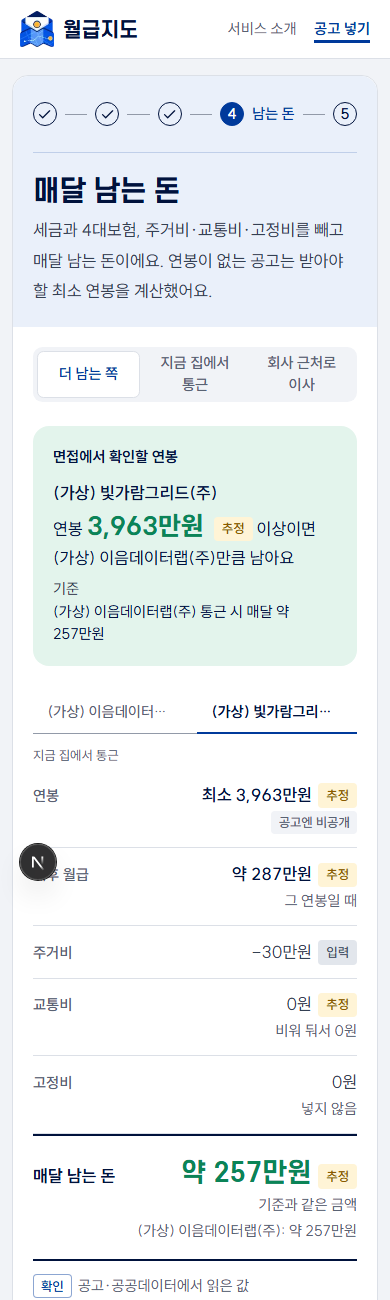 월급지도
서비스 소개 공고 넣기
4 남는 돈 5
매달 남는 돈
세금과 4대보험, 주거비·교통비·고정비를 빼고
매달 남는 돈이에요. 연봉이 없는 공고는 받아야
할 최소 연봉을 계산했어요.
더 남는 쪽
지금 집에서
통근
회사 근처로
이사
면접에서 확인할 연봉
(가상) 빛가람그리드(주)
연봉 3,963만원 추정 이상이면
(가상) 이음데이터랩(주)만큼 남아요
기준
(가상) 이음데이터랩(주) 통근 시 매달 약
257만원
(가상) 이음데이터… (가상) 빛가람그리…
지금 집에서 통근
연봉 최소 3,963만원 추정
공고엔 비공개
N 월급 약 287만원 추정
그 연봉일 때
주거비 −30만원 입력
교통비 0원 추정
비워 둬서 0원
고정비 0원
넣지 않음
매달 남는 돈 약 257만원 추정
기준과 같은 금액
(가상) 이음데이터랩(주): 약 257만원
확인 공고·공공데이터에서 읽은 값